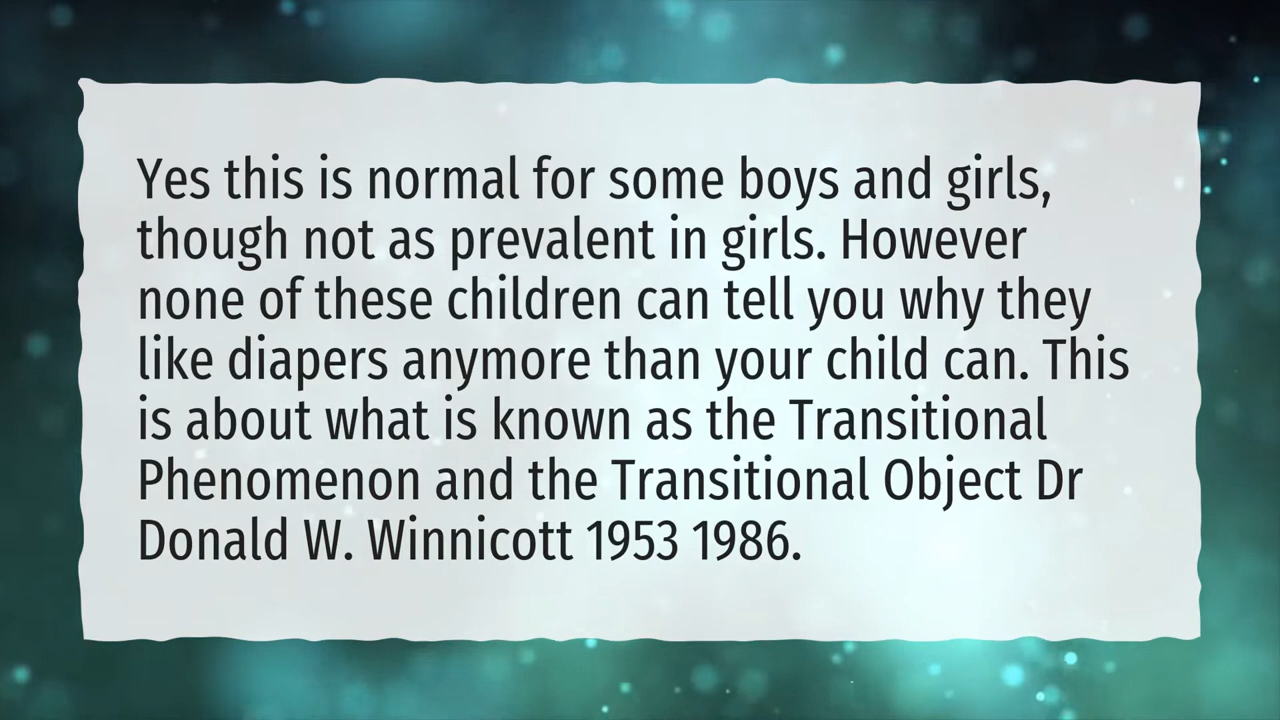 Yes this is normal for some boys and girls,
though not as prevalent in girls. However
none of these children can tell you why they
like diapers anymore than your child can. This
is about what is known as the Transitional
Phenomenon and the Transitional Object Dr
Donald W. Winnicott 1953 1986.